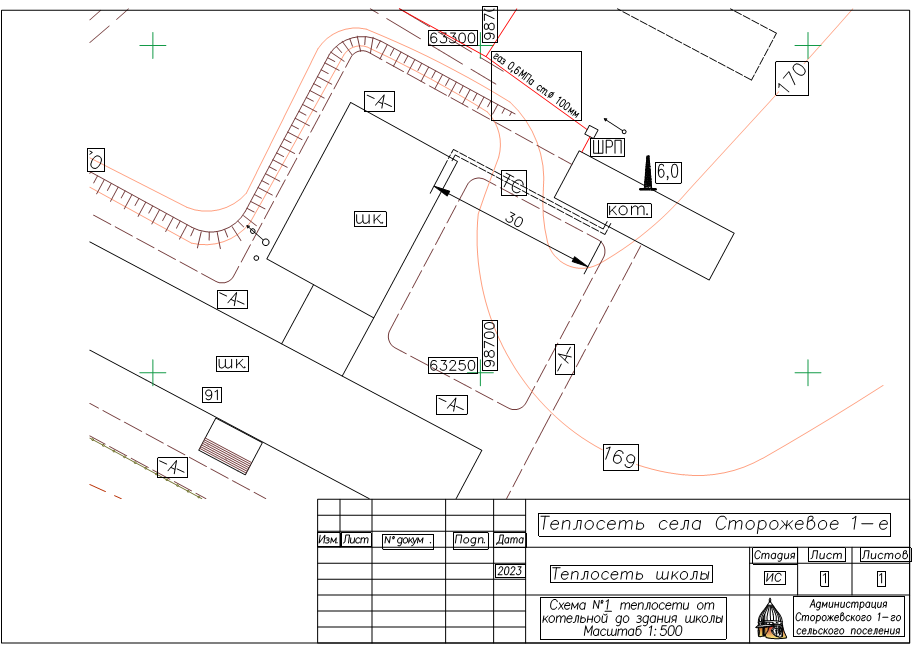 63300
9870
газ 0,6МПа ст.ø 100мм
170
-А-
ШРП
0
ТС
6,0
кот.
шк.
30
-А-
98700
63250
-А-
шк.
91
-А-
169
-А-
Теплосеть села Сторожевое 1-е
Изм. Лист № докум . Подп. Дата
Стадия Лист Листов
2023
Теплосеть школы
ИС 1 1
Схема №1 теплосети от
котельной до здания школы
Масштаб 1:500
Администрация
Сторожевского 1-го
сельского поселения